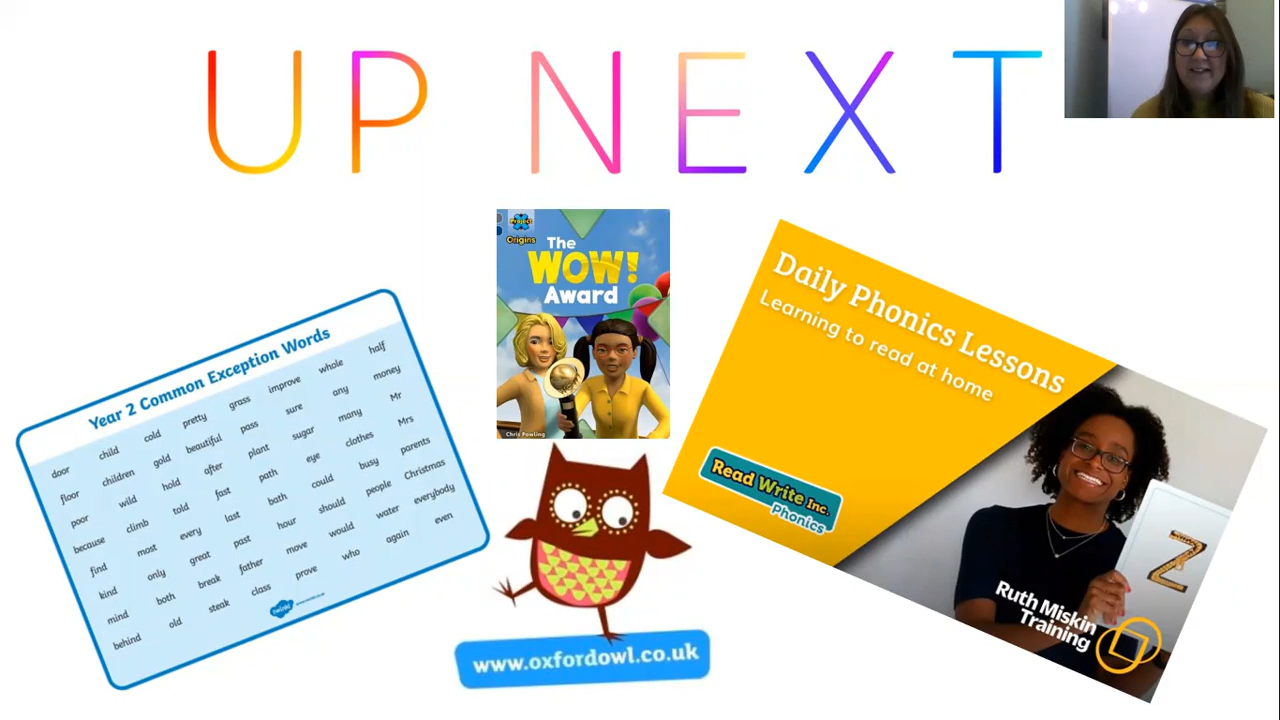 UP NEXT
Year 2 Common Exception Words
door child cold pretty grass improve whole half
floor children gold beautiful pass sure any money
poor wild hold after plant sugar many Mr
because climb told fast path eye clothes Mrs
find most every last bath could busy parents
kind only great past hour should people Christmas
mind both break father move would water everybody
behind old steak class prove who again even
twinkl
Project X
Origins
The
WOW!
Award
Chris Powling
www.oxfordowl.co.uk
Daily Phonics Lessons
Learning to read at home
Read Write Inc.
Phonics
Z
Ruth Miskin
Training